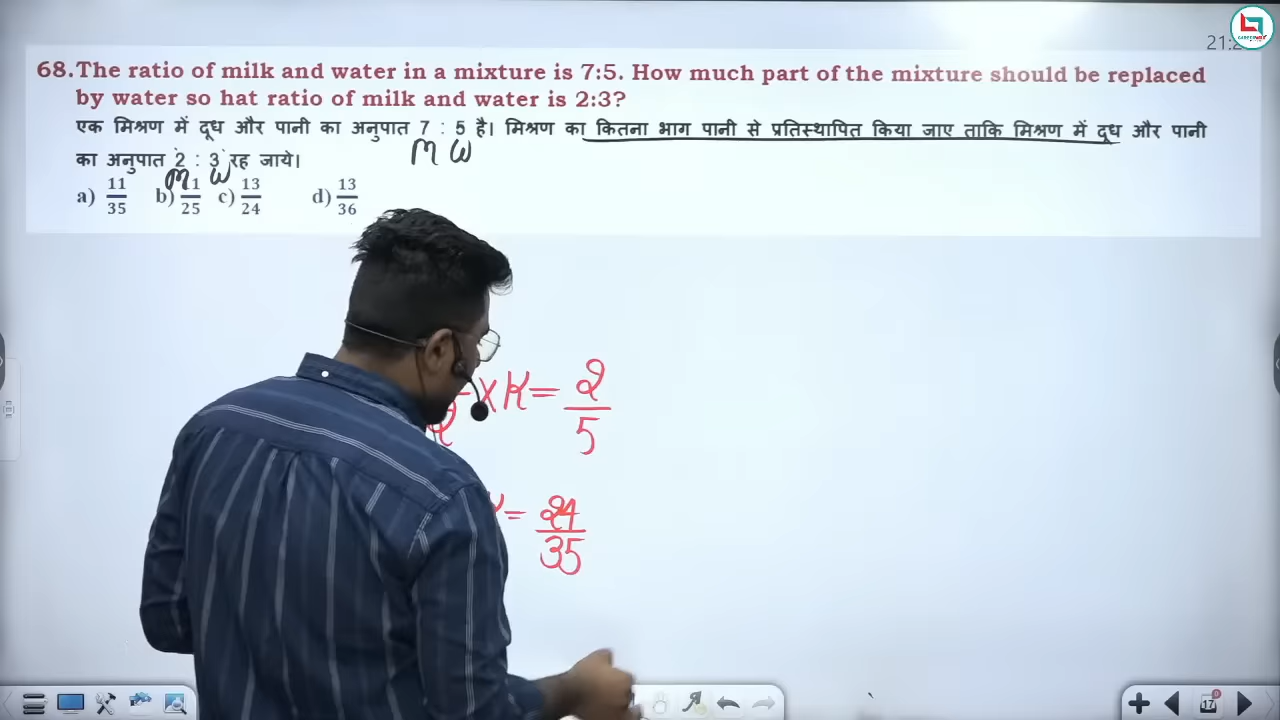 21:2
68. The ratio of milk and water in a mixture is 7:5. How much part of the mixture should be replaced
by water so hat ratio of milk and water is 2:3?
एक मिश्रण में दूध और पानी का अनुपात 7 : 5 है। मिश्रण का कितना भाग पानी से प्रतिस्थापित किया जाए ताकि मिश्रण में दूध और पानी
M W
का अनुपात 2 : 3 रह जाये।
M W
a) 11/35 b) 11/25 c) 13/24 d) 13/36
x K = 2/5
= 24/35
17